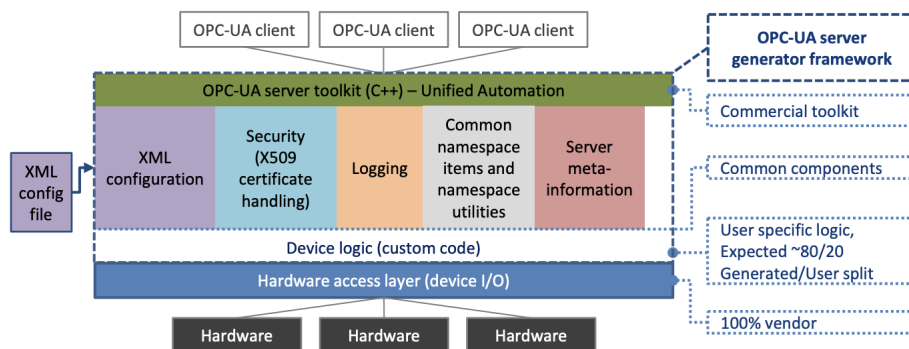 OPC-UA client
OPC-UA client
OPC-UA client
OPC-UA server
generator framework
OPC-UA server toolkit (C++) – Unified Automation
Commercial toolkit
XML
config
file
XML
configuration
Security
(X509
certificate
handling)
Logging
Common
namespace
items and
namespace
utilities
Server
meta-
information
Common components
Device logic (custom code)
User specific logic,
Expected ~80/20
Generated/User split
Hardware access layer (device I/O)
100% vendor
Hardware
Hardware
Hardware